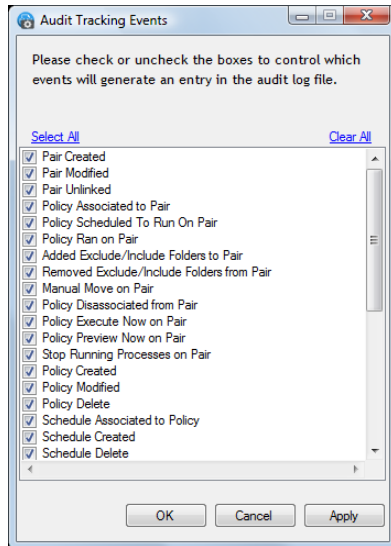 Audit Tracking Events
Please check or uncheck the boxes to control which
events will generate an entry in the audit log file.
Select All Clear All
Pair Created
Pair Modified
Pair Unlinked
Policy Associated to Pair
Policy Scheduled To Run On Pair
Policy Ran on Pair
Added Exclude/Include Folders to Pair
Removed Exclude/Include Folders from Pair
Manual Move on Pair
Policy Disassociated from Pair
Policy Execute Now on Pair
Policy Preview Now on Pair
Stop Running Processes on Pair
Policy Created
Policy Modified
Policy Delete
Schedule Associated to Policy
Schedule Created
Schedule Delete
OK Cancel Apply